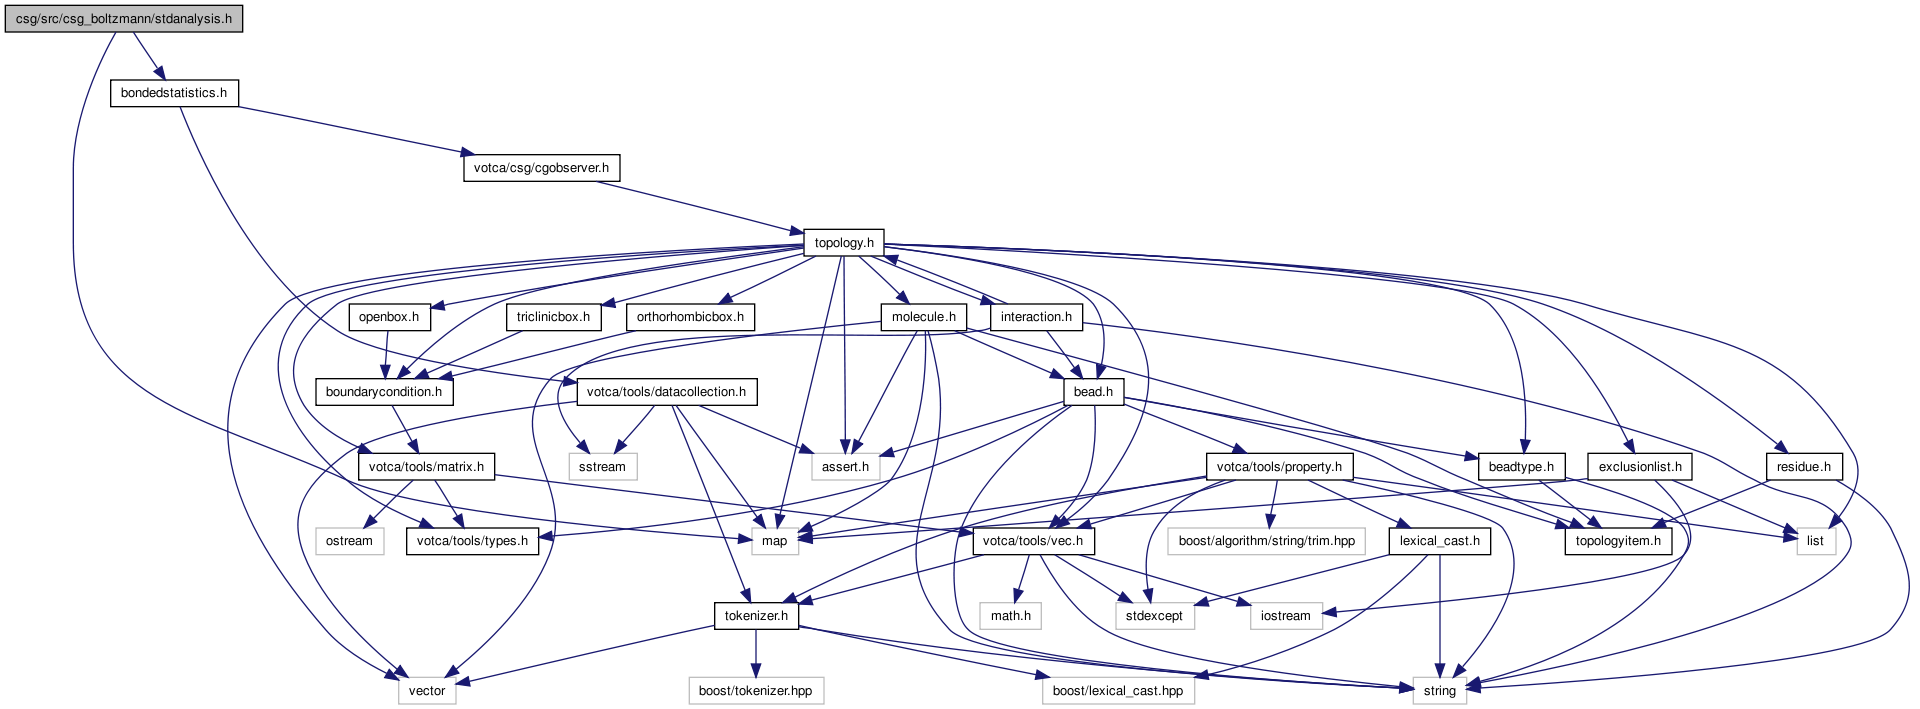 csg/src/csg_boltzmann/stdanalysis.h
bondedstatistics.h
votca/csg/cgobserver.h
topology.h
openbox.h
triclinicbox.h
orthorhombicbox.h
molecule.h
interaction.h
boundarycondition.h
votca/tools/datacollection.h
bead.h
votca/tools/matrix.h
sstream
assert.h
votca/tools/property.h
beadtype.h
exclusionlist.h
residue.h
ostream
votca/tools/types.h
map
votca/tools/vec.h
boost/algorithm/string/trim.hpp
lexical_cast.h
topologyitem.h
list
tokenizer.h
math.h
stdexcept
iostream
vector
boost/tokenizer.hpp
boost/lexical_cast.hpp
string